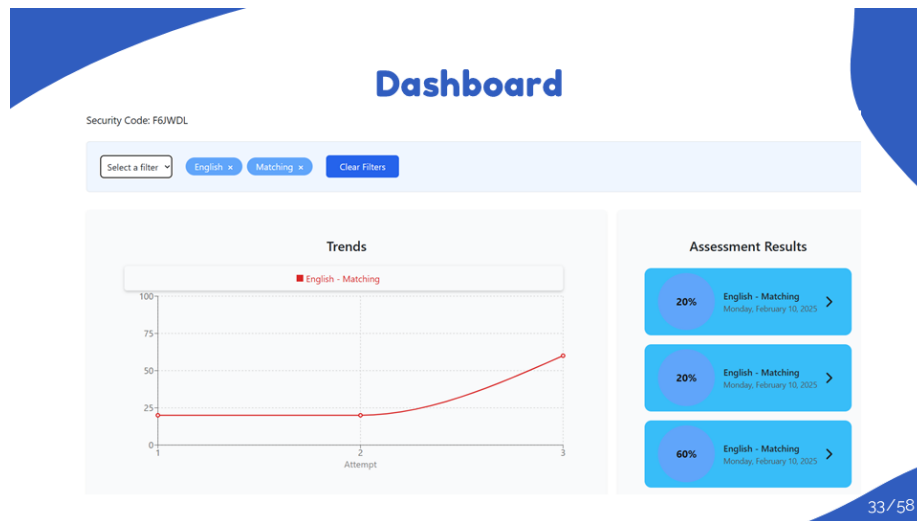 Dashboard
Security Code: F6JWDL
Select a filter
English ×
Matching ×
Clear Filters
Trends
English - Matching
100
75
50
25
0
1
2
3
Attempt
Assessment Results
20%
English - Matching
Monday, February 10, 2025
20%
English - Matching
Monday, February 10, 2025
60%
English - Matching
Monday, February 10, 2025
33/58